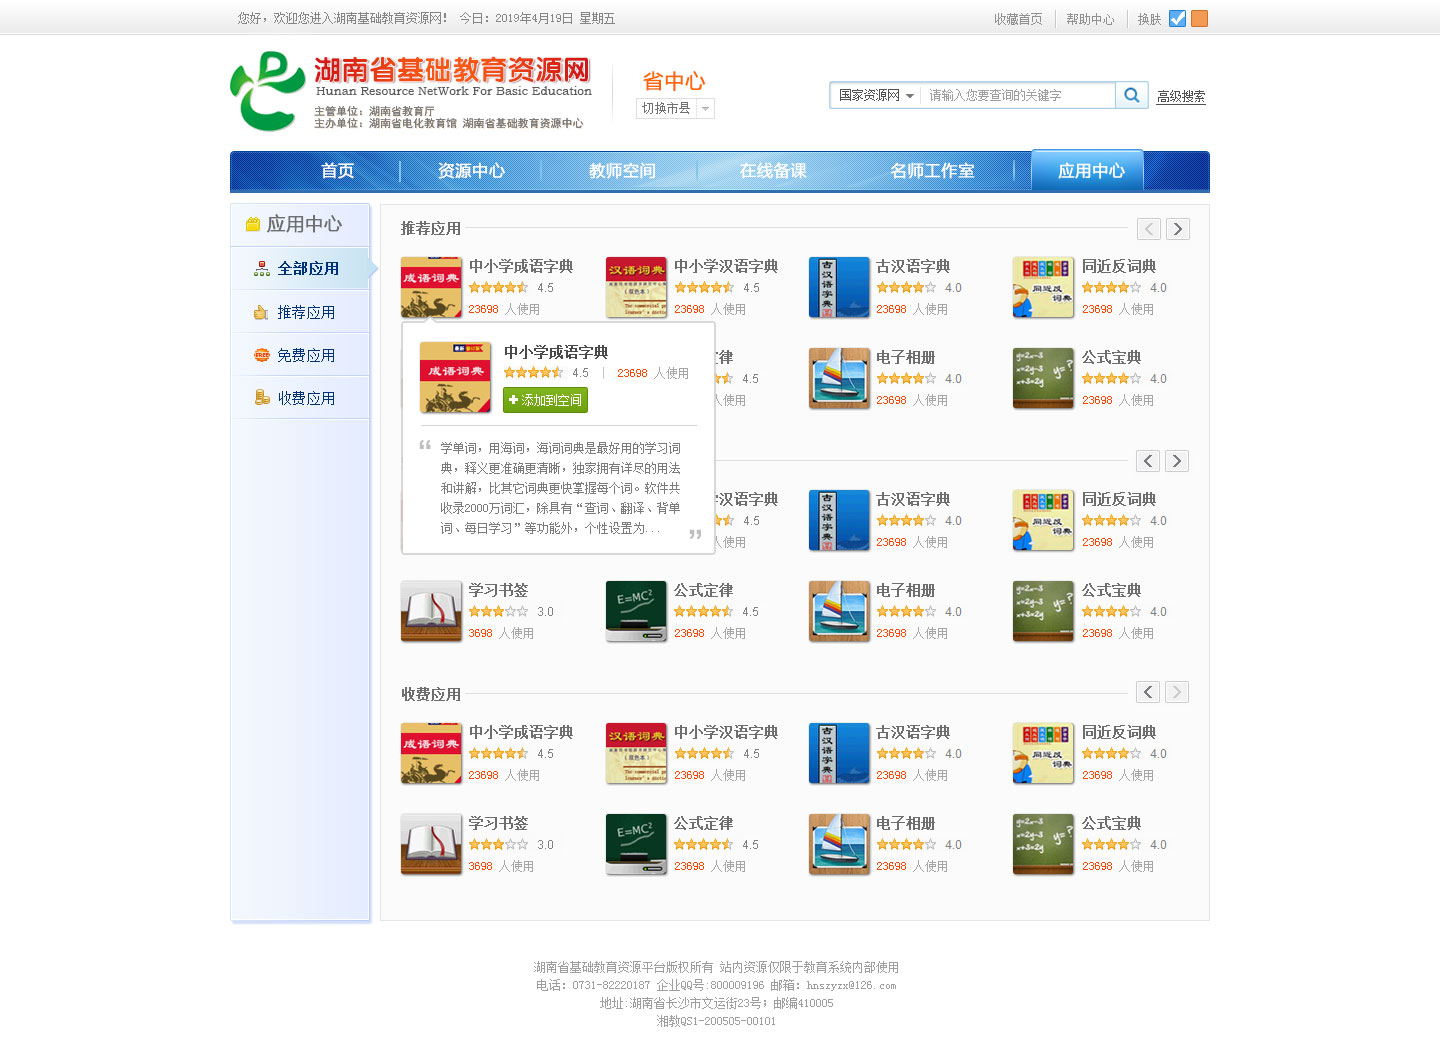 您好，欢迎您进入湖南基础教育资源网！ 今日：2019年4月19日 星期五
收藏首页 帮助中心 换肤
湖南省基础教育资源网
Hunan Resource NetWork For Basic Education
主管单位：湖南省教育厅
主办单位：湖南省电化教育馆 湖南省基础教育资源中心
省中心
切换市县
国家资源网 请输入您要查询的关键字 高级搜索
首页 资源中心 教师空间 在线备课 名师工作室 应用中心
应用中心
全部应用
推荐应用
免费应用
收费应用
推荐应用
中小学成语字典 中小学汉语字典 古汉语字典 同近反词典
4.5 4.5 4.0 4.0
23698 人使用 23698 人使用 23698 人使用 23698 人使用
中小学成语字典
4.5 | 23698 人使用
添加到空间
“ 学单词，用海词，海词词典是最好用的学习词
典，释义更准确更清晰，独家拥有详尽的用法
和讲解，比其它词典更快掌握每个词。软件共
收录2000万词汇，除具有“查词、翻译、背单
词、每日学习”等功能外，个性设置为... ”
定律 电子相册 公式宝典
4.5 4.0 4.0
人使用 23698 人使用 23698 人使用
学汉语字典 古汉语字典 同近反词典
4.5 4.0 4.0
人使用 23698 人使用 23698 人使用
学习书签 公式定律 电子相册 公式宝典
3.0 4.5 4.0 4.0
3698 人使用 23698 人使用 23698 人使用 23698 人使用
收费应用
中小学成语字典 中小学汉语字典 古汉语字典 同近反词典
4.5 4.5 4.0 4.0
23698 人使用 23698 人使用 23698 人使用 23698 人使用
学习书签 公式定律 电子相册 公式宝典
3.0 4.5 4.0 4.0
3698 人使用 23698 人使用 23698 人使用 23698 人使用
湖南省基础教育资源平台版权所有 站内资源仅限于教育系统内部使用
电话：0731-82220187 企业QQ号:800009196 邮箱：hnszyzx@126.com
地址:湖南省长沙市文运街23号；邮编410005
湘教QS1-200505-00101